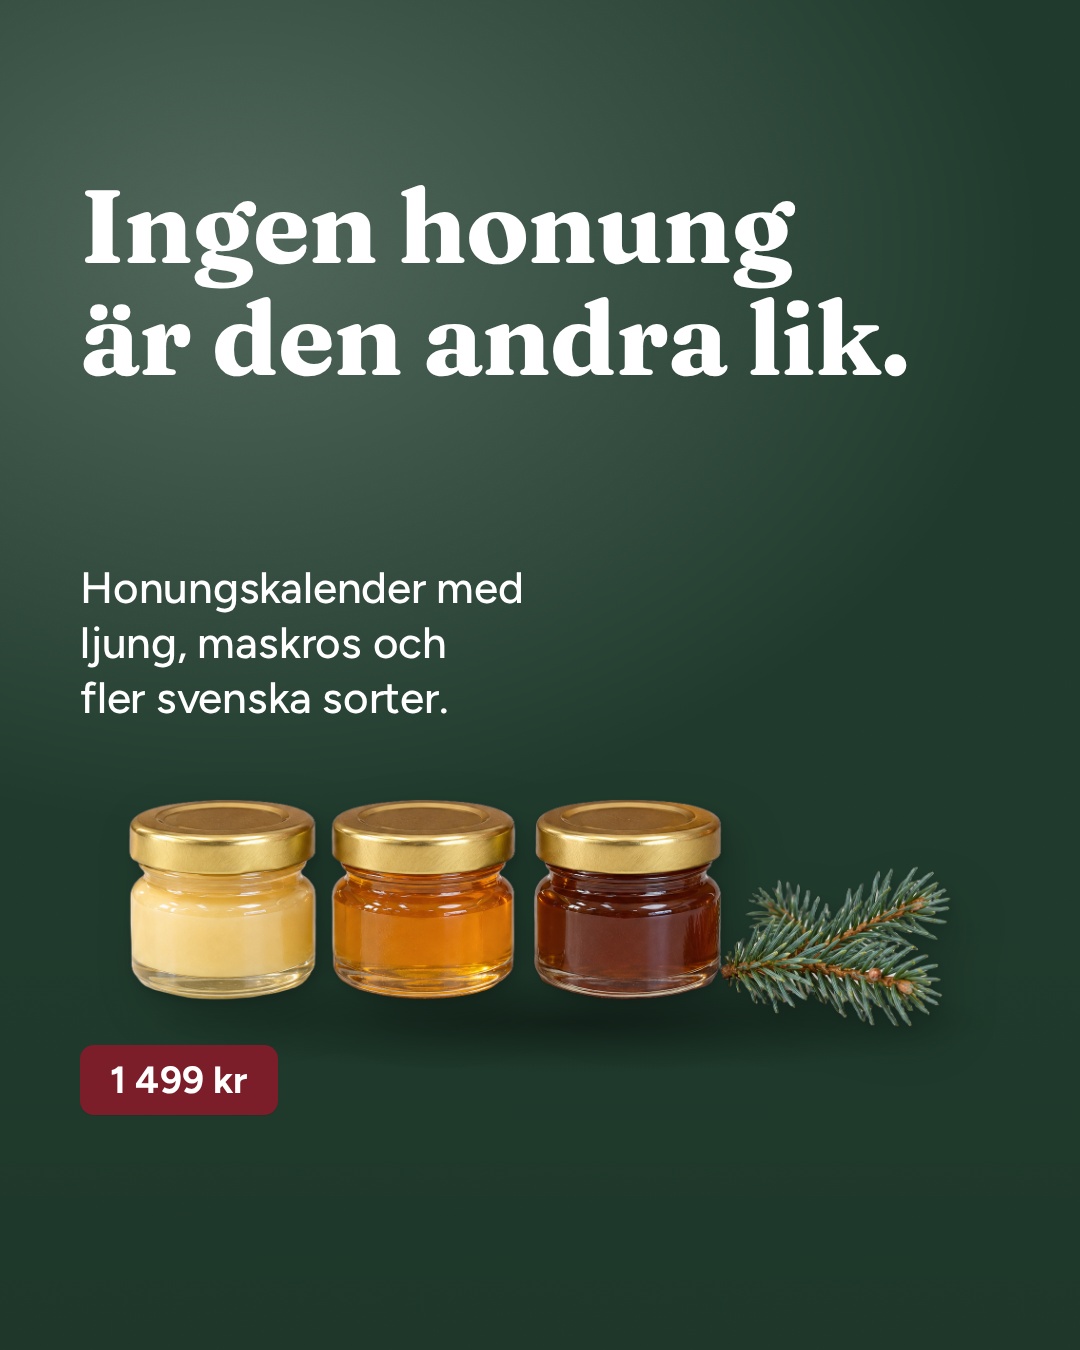 Ingen honung
är den andra lik.
Honungskalender med
ljung, maskros och
fler svenska sorter.
1 499 kr